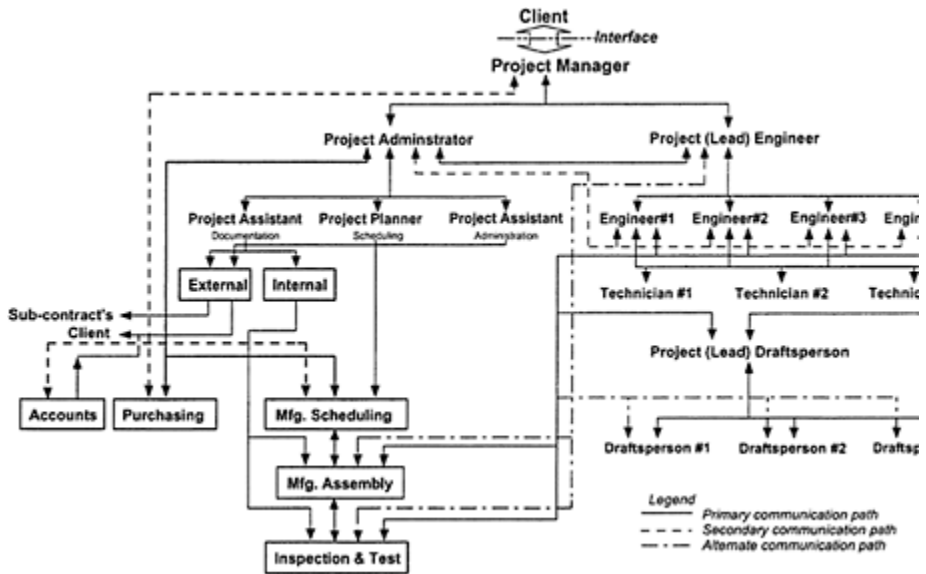 Client
Interface
Project Manager
Project Adminstrator
Project (Lead) Engineer
Project Assistant
Documentation
Project Planner
Scheduling
Project Assistant
Administration
Engineer#1
Engineer#2
Engineer#3
Engin
External
Internal
Technician #1
Technician #2
Technic
Sub-contract's
Client
Project (Lead) Draftsperson
Accounts
Purchasing
Mfg. Scheduling
Draftsperson #1
Draftsperson #2
Draftsp
Mfg. Assembly
Inspection & Test
Legend
Primary communication path
Secondary communication path
Alternate communication path